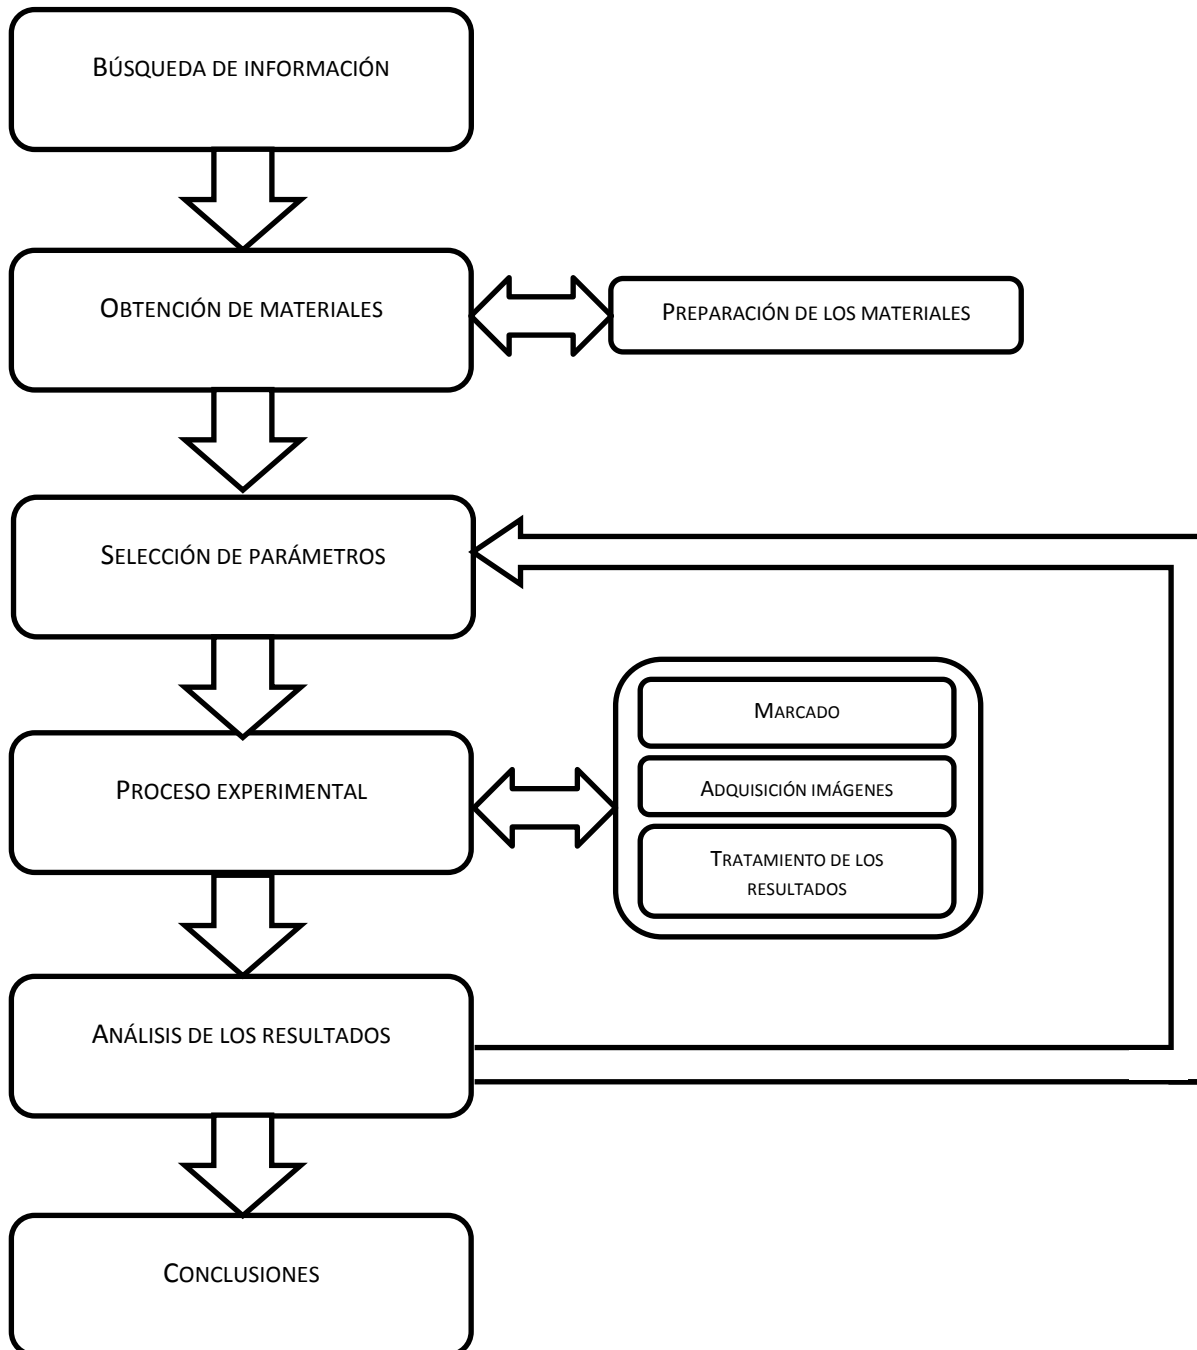 BÚSQUEDA DE INFORMACIÓN
OBTENCIÓN DE MATERIALES
PREPARACIÓN DE LOS MATERIALES
SELECCIÓN DE PARÁMETROS
PROCESO EXPERIMENTAL
MARCADO
ADQUISICIÓN IMÁGENES
TRATAMIENTO DE LOS
RESULTADOS
ANÁLISIS DE LOS RESULTADOS
CONCLUSIONES